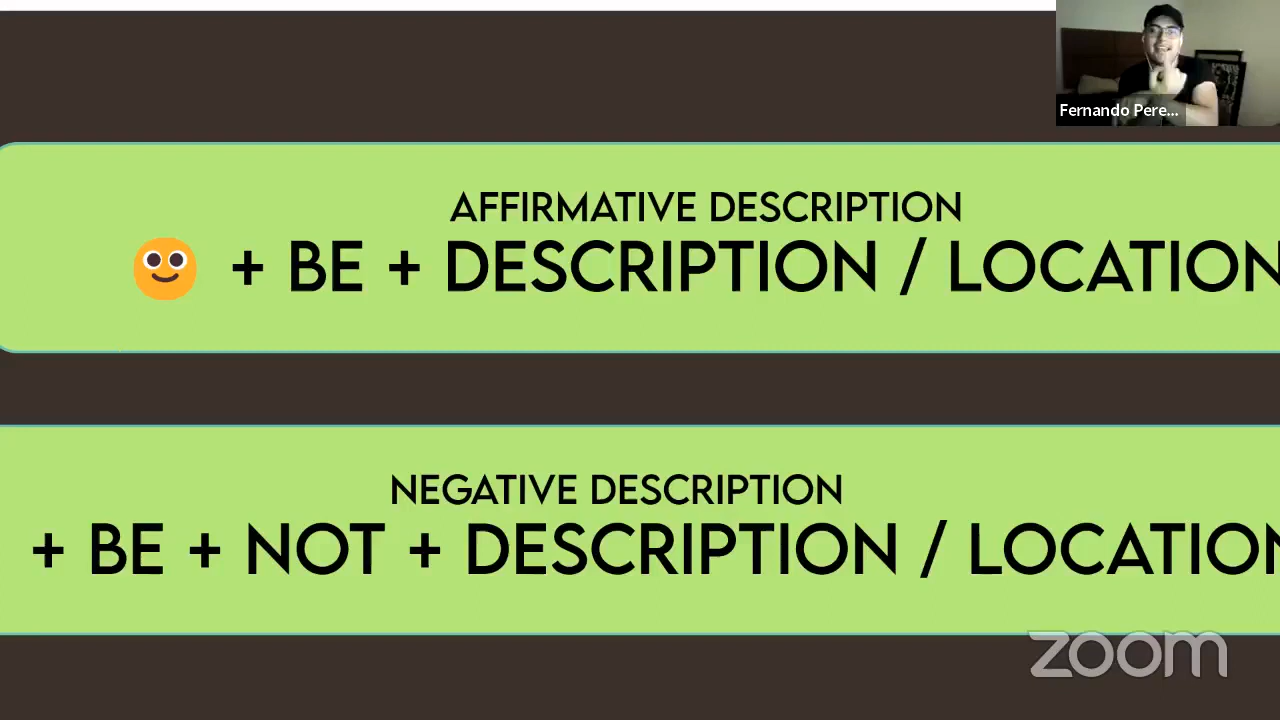 Fernando Pere...
AFFIRMATIVE DESCRIPTION
+ BE + DESCRIPTION / LOCATION
NEGATIVE DESCRIPTION
+ BE + NOT + DESCRIPTION / LOCATION
zoom